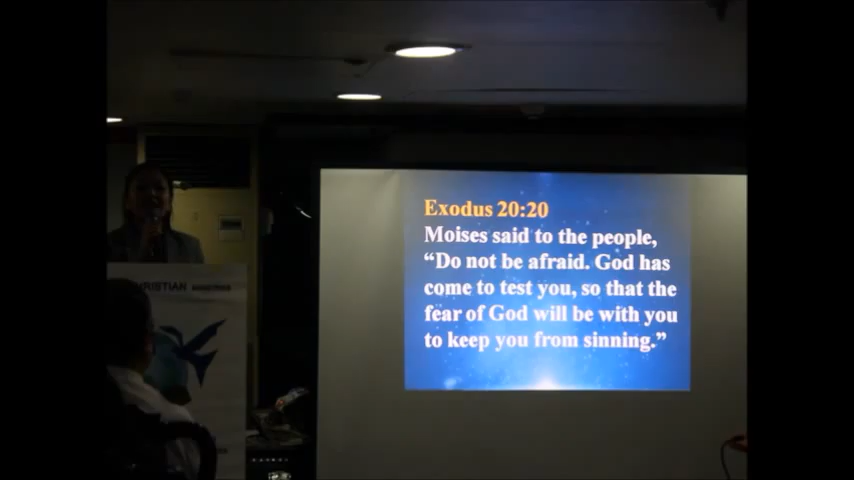 Exodus 20:20
Moises said to the people,
“Do not be afraid. God has
come to test you, so that the
fear of God will be with you
to keep you from sinning.”
CHRISTIAN